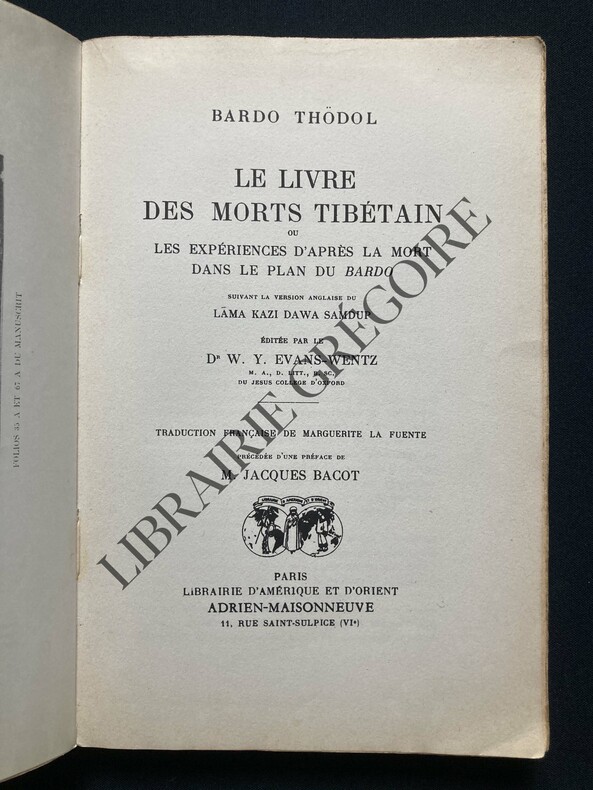 BARDO THÖDOL
LE LIVRE
DES MORTS TIBÉTAIN
OU
LES EXPÉRIENCES D'APRÈS LA MORT
DANS LE PLAN DU BARDO
SUIVANT LA VERSION ANGLAISE DU
LĀMA KAZI DAWA SAMDUP
ÉDITÉE PAR LE
Dr W. Y. EVANS-WENTZ
M. A., D. LITT., B. SC.,
DU JESUS COLLEGE D'OXFORD
TRADUCTION FRANÇAISE DE MARGUERITE LA FUENTE
PRÉCÉDÉE D'UNE PRÉFACE DE
M. JACQUES BACOT
PARIS
LIBRAIRIE D'AMÉRIQUE ET D'ORIENT
ADRIEN-MAISONNEUVE
11, RUE SAINT-SULPICE (VIe)
FOLIOS 35 A ET 67 A DU MANUSCRIT
LIBRAIRIE GRÉGOIRE